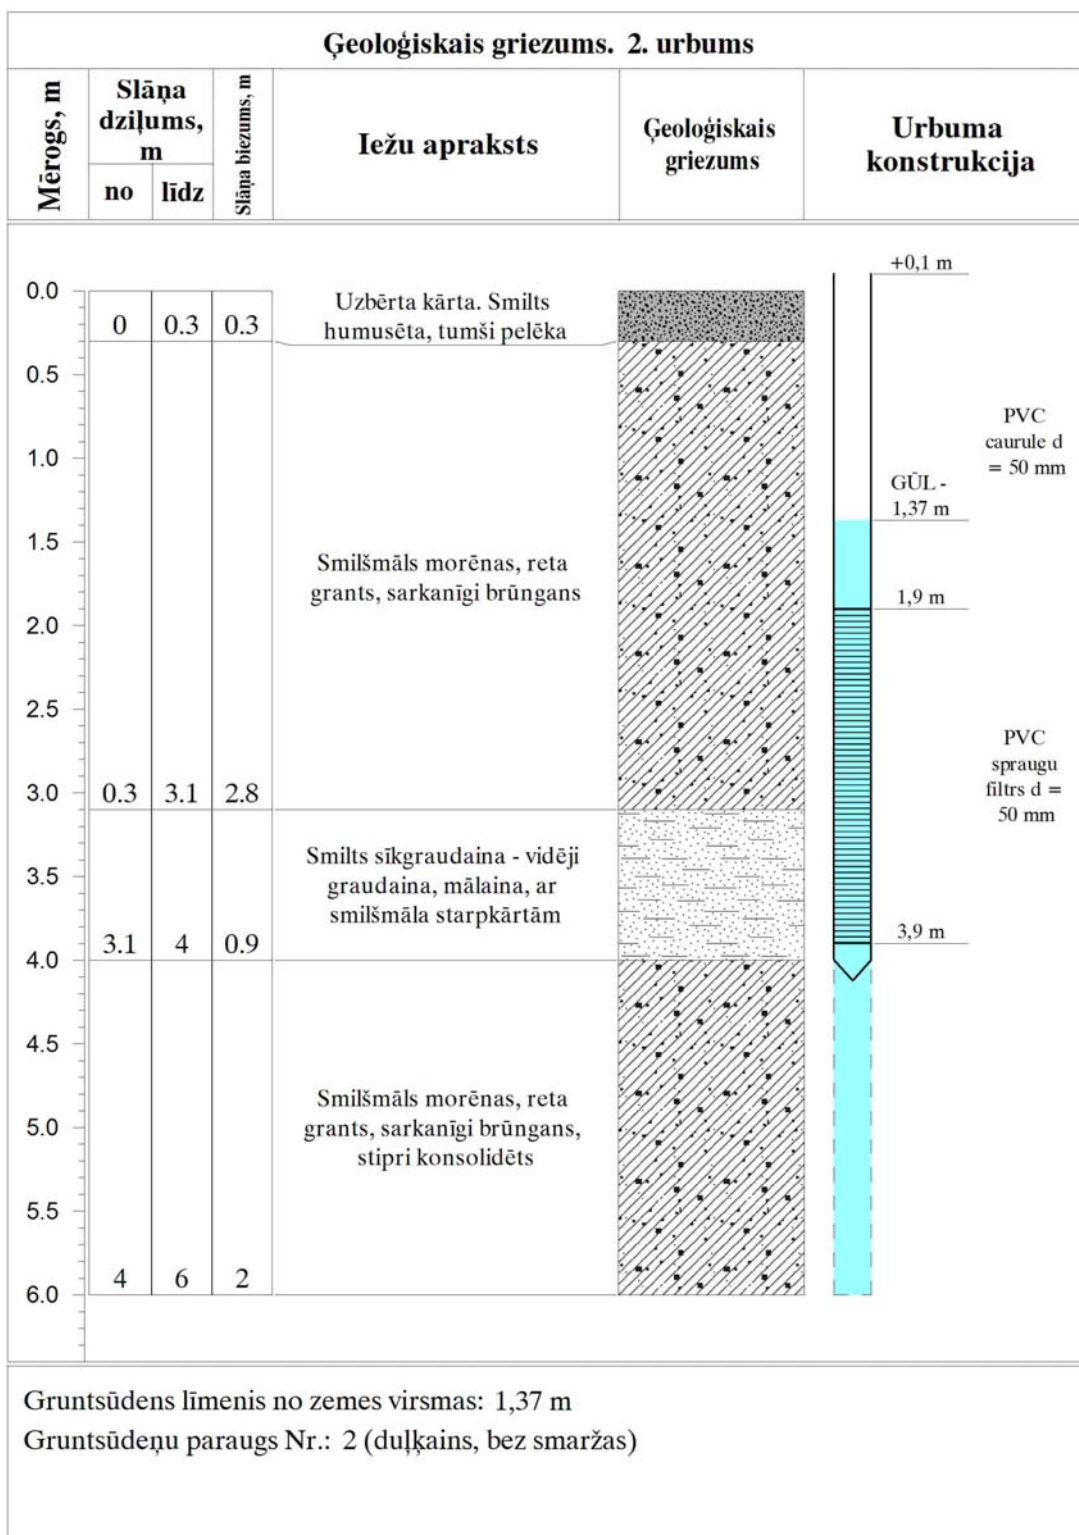 Ģeoloģiskais griezums. 2. urbums
Mērogs, m
Slāņa
dziļums,
m
no
līdz
Slāņa biezums, m
Iežu apraksts
Ģeoloģiskais
griezums
Urbuma
konstrukcija
+0,1 m
0.0
0
0.3
0.3
Uzbērta kārta. Smilts
humusēta, tumši pelēka
0.5
1.0
PVC
caurule d
= 50 mm
GŪL -
1,37 m
1.5
Smilšmāls morēnas, reta
grants, sarkanīgi brūngans
1,9 m
2.0
2.5
PVC
spraugu
filtrs d =
50 mm
3.0
0.3
3.1
2.8
3.5
Smilts sīkgraudaina - vidēji
graudaina, mālaina, ar
smilšmāla starpkārtām
3.1
4
0.9
3,9 m
4.0
4.5
5.0
Smilšmāls morēnas, reta
grants, sarkanīgi brūngans,
stipri konsolidēts
5.5
4
6
2
6.0
Gruntsūdens līmenis no zemes virsmas: 1,37 m
Gruntsūdeņu paraugs Nr.: 2 (duļķains, bez smaržas)